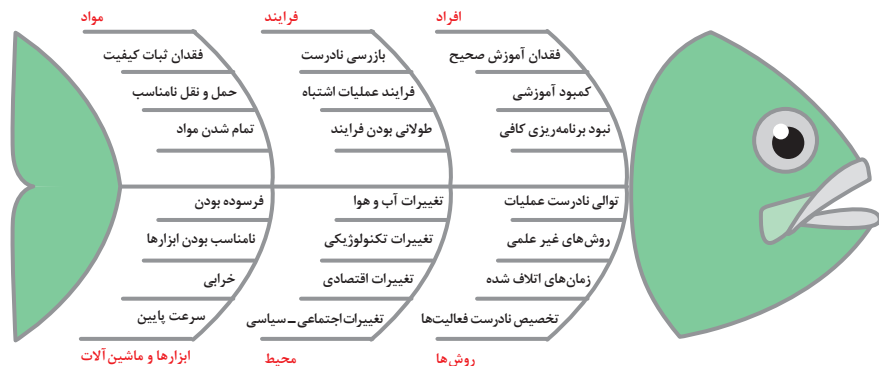 افراد
فقدان آموزش صحیح
کمبود آموزشی
نبود برنامه‌ریزی کافی
فرایند
بازرسی نادرست
فرایند عملیات اشتباه
طولانی بودن فرایند
مواد
فقدان ثبات کیفیت
حمل و نقل نامناسب
تمام شدن مواد
توالی نادرست عملیات
روش‌های غیر علمی
زمان‌های اتلاف شده
تخصیص نادرست فعالیت‌ها
روش‌ها
تغییرات آب و هوا
تغییرات تکنولوژیکی
تغییرات اقتصادی
تغییرات اجتماعی ـ سیاسی
محیط
فرسوده بودن
نامناسب بودن ابزارها
خرابی
سرعت پایین
ابزارها و ماشین آلات